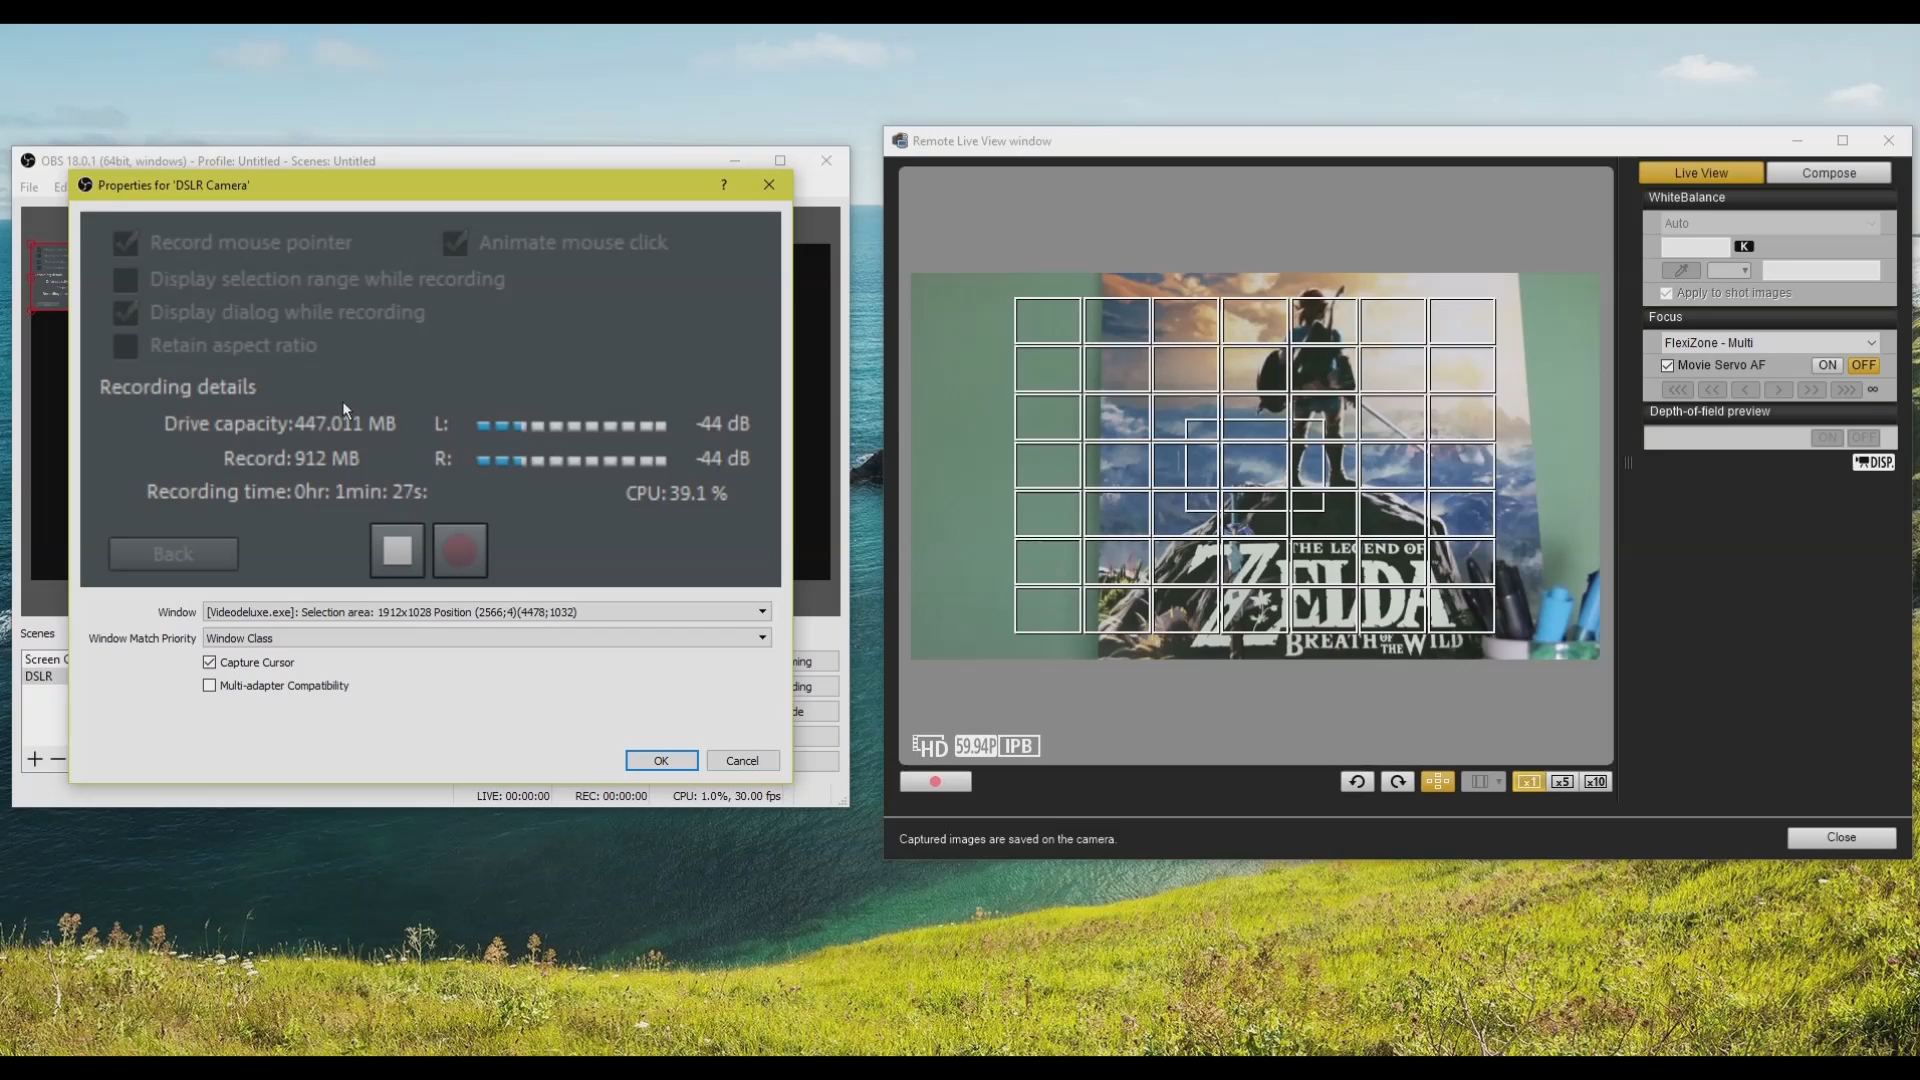 OBS 18.0.1 (64bit, windows) - Profile: Untitled - Scenes: Untitled
File Ed
Properties for 'DSLR Camera'
?
Record mouse pointer
Animate mouse click
Display selection range while recording
Display dialog while recording
Retain aspect ratio
Recording details
Drive capacity:447.011 MB L: -44 dB
Record: 912 MB R: -44 dB
Recording time: 0hr: 1min: 27s: CPU: 39.1 %
Back
Window [Videodeluxe.exe]: Selection area: 1912x1028 Position (2566;4)(4478;1032)
Window Match Priority Window Class
Capture Cursor
Multi-adapter Compatibility
OK Cancel
Scenes
Screen C
DSLR
ming
ding
de
LIVE: 00:00:00 REC: 00:00:00 CPU: 1.0%, 30.00 fps
Remote Live View window
Live View Compose
WhiteBalance
Auto
K
Apply to shot images
Focus
FlexiZone - Multi
Movie Servo AF ON OFF
<<< << < > >> >>> ∞
Depth-of-field preview
ON OFF
DISP.
THE LEGEND OF
ZELDA
BREATH OF THE WILD
HD 59.94P IPB
x1 x5 x10
Captured images are saved on the camera.
Close